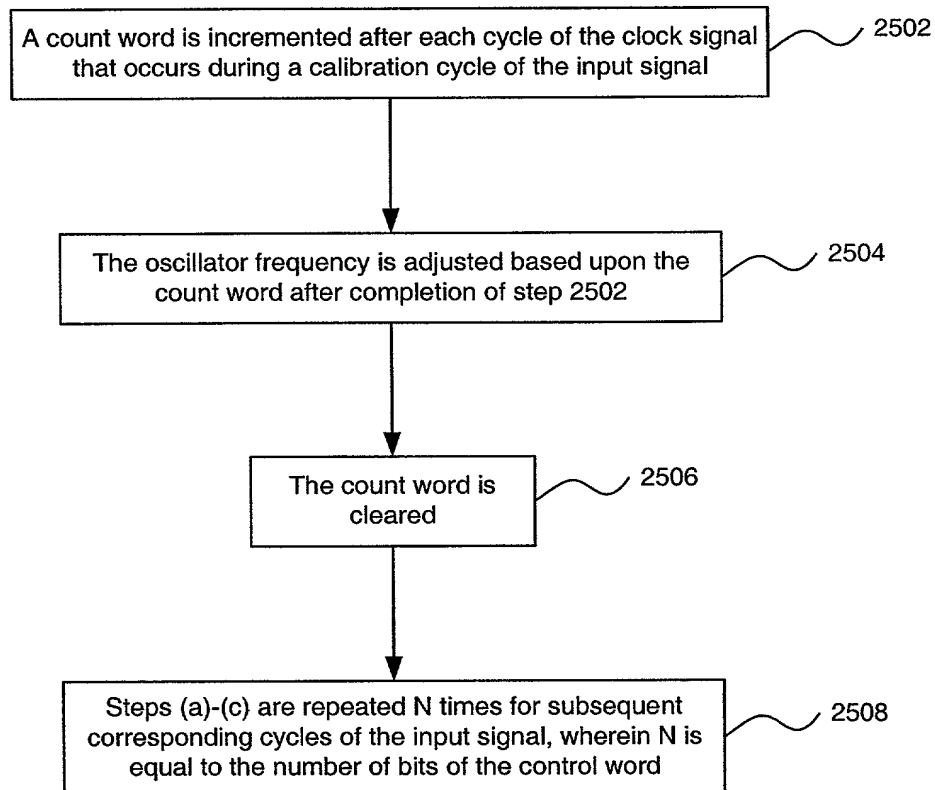 A count word is incremented after each cycle of the clock signal
that occurs during a calibration cycle of the input signal
2502
The oscillator frequency is adjusted based upon the
count word after completion of step 2502
2504
The count word is
cleared
2506
Steps (a)-(c) are repeated N times for subsequent
corresponding cycles of the input signal, wherein N is
equal to the number of bits of the control word
2508